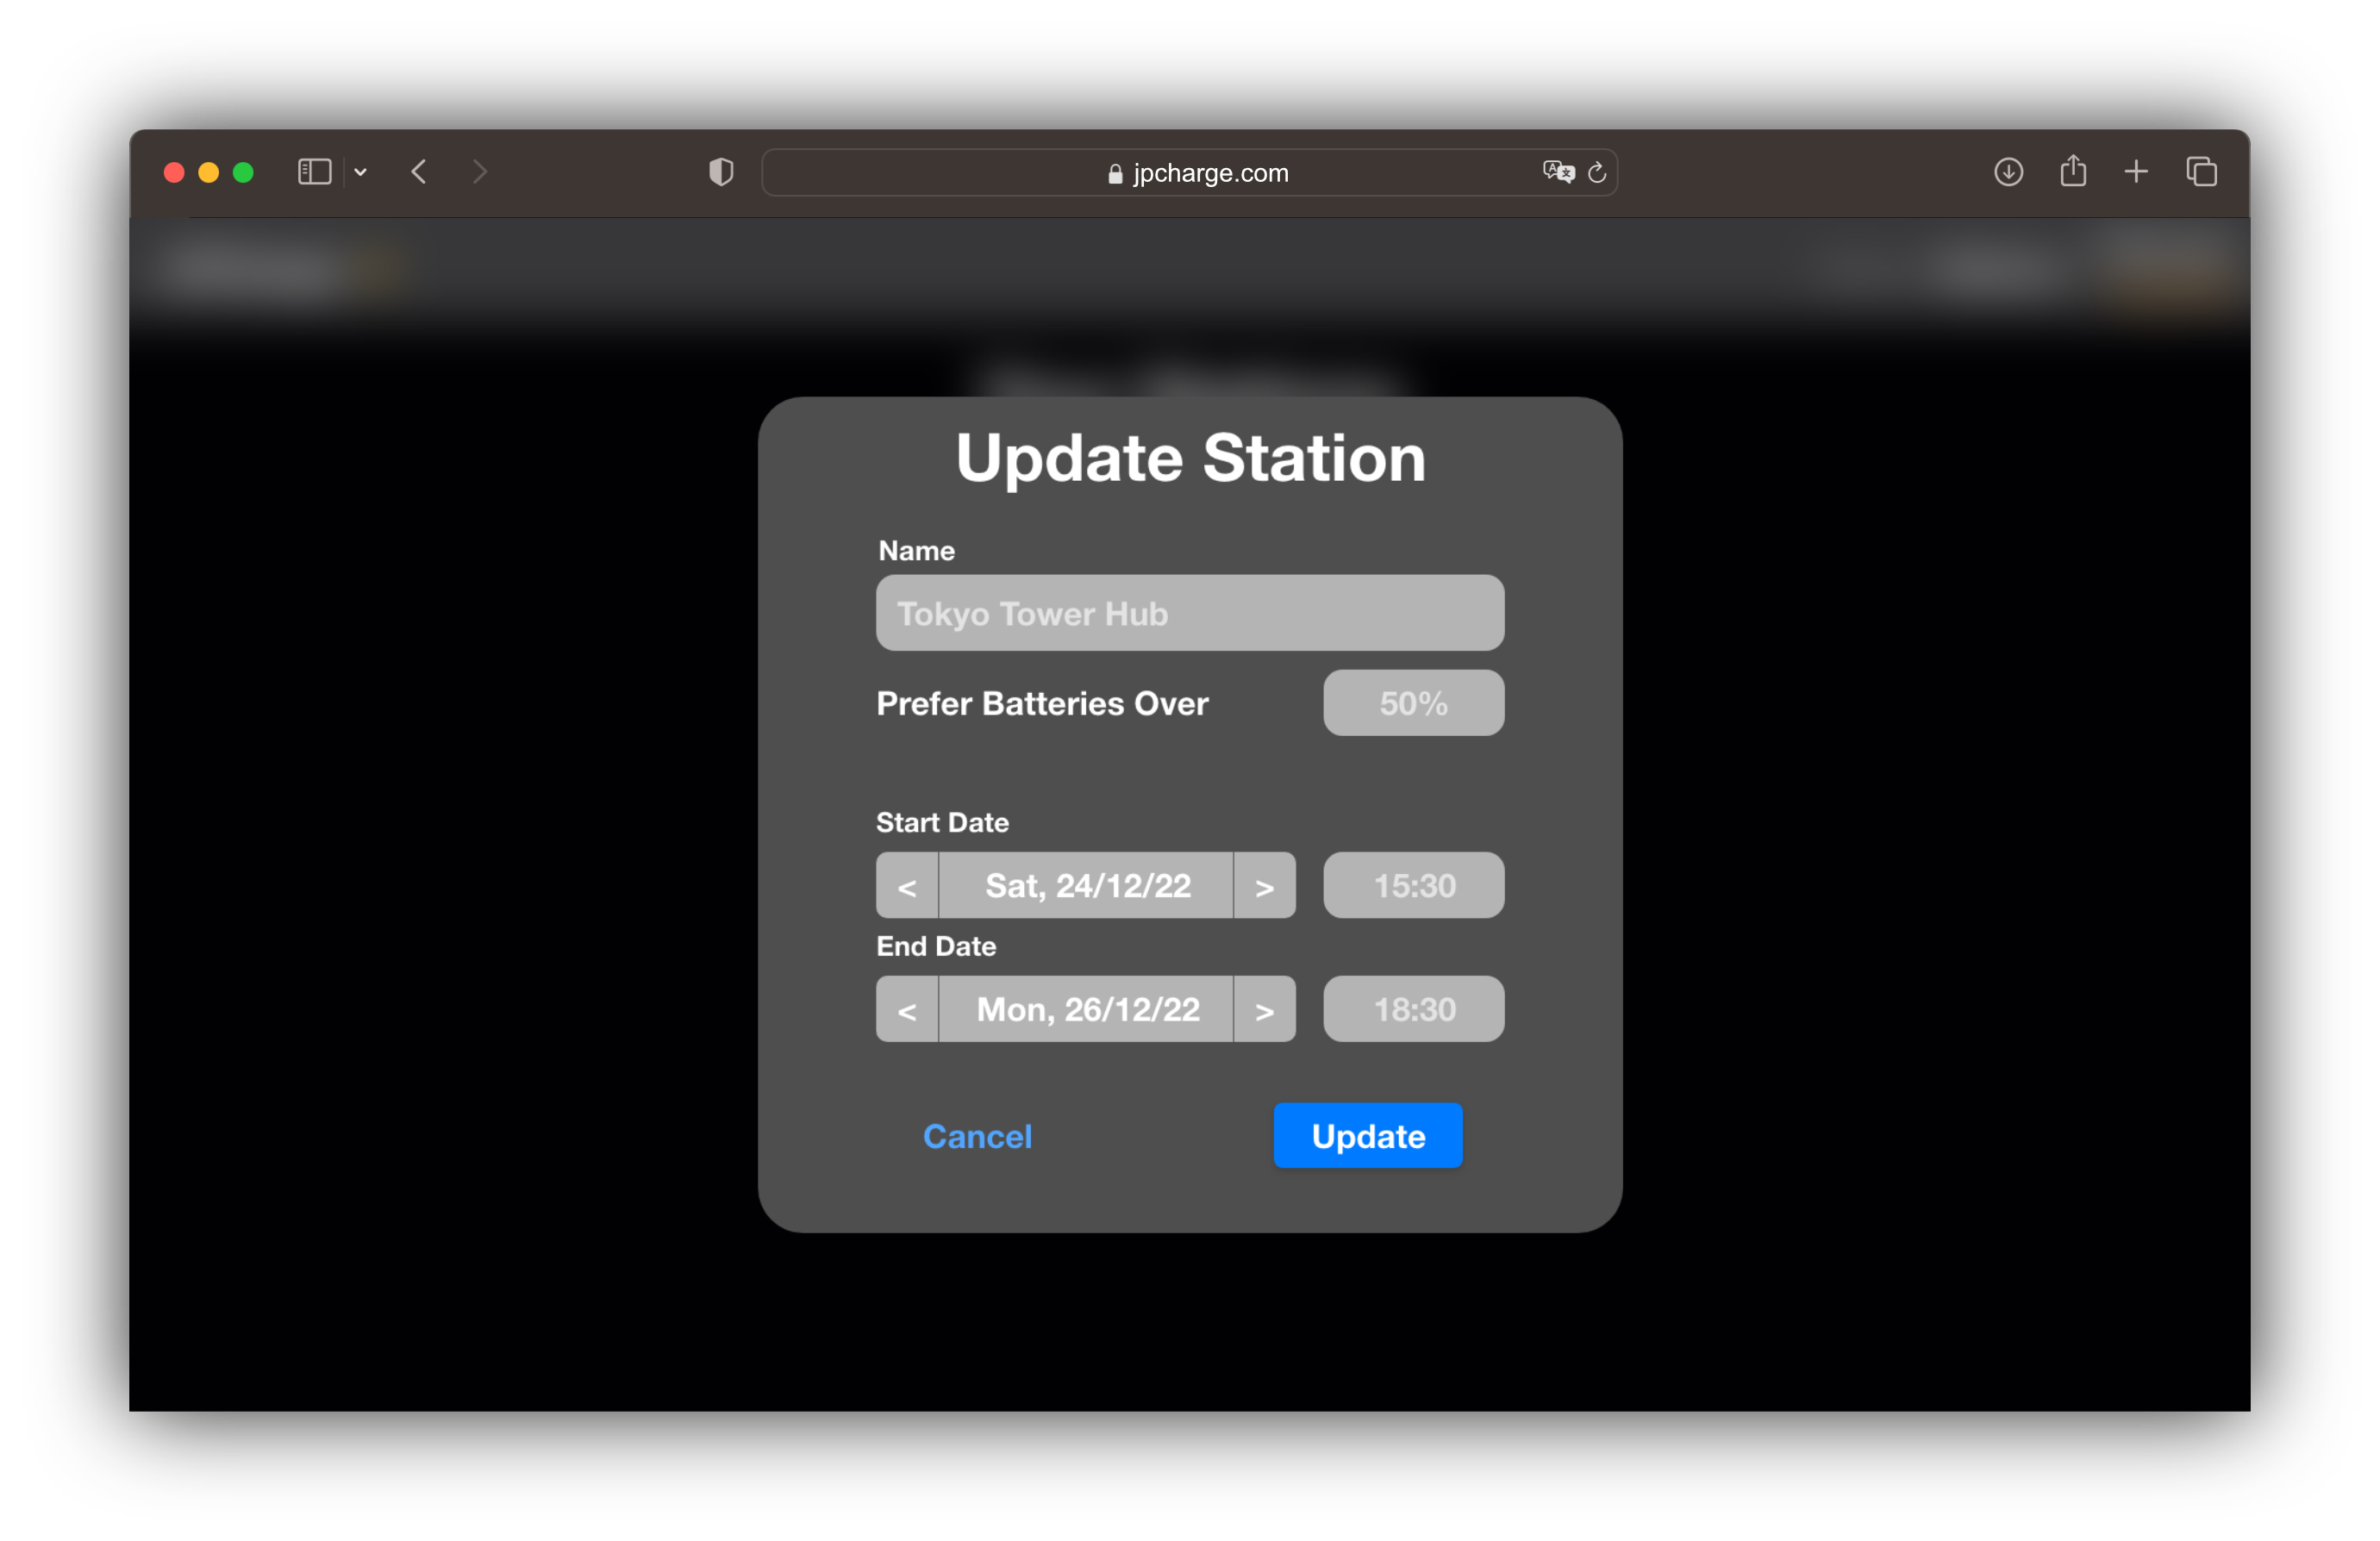 jpcharge.com
Update Station
Name
Tokyo Tower Hub
Prefer Batteries Over 50%
Start Date
< Sat, 24/12/22 > 15:30
End Date
< Mon, 26/12/22 > 18:30
Cancel Update